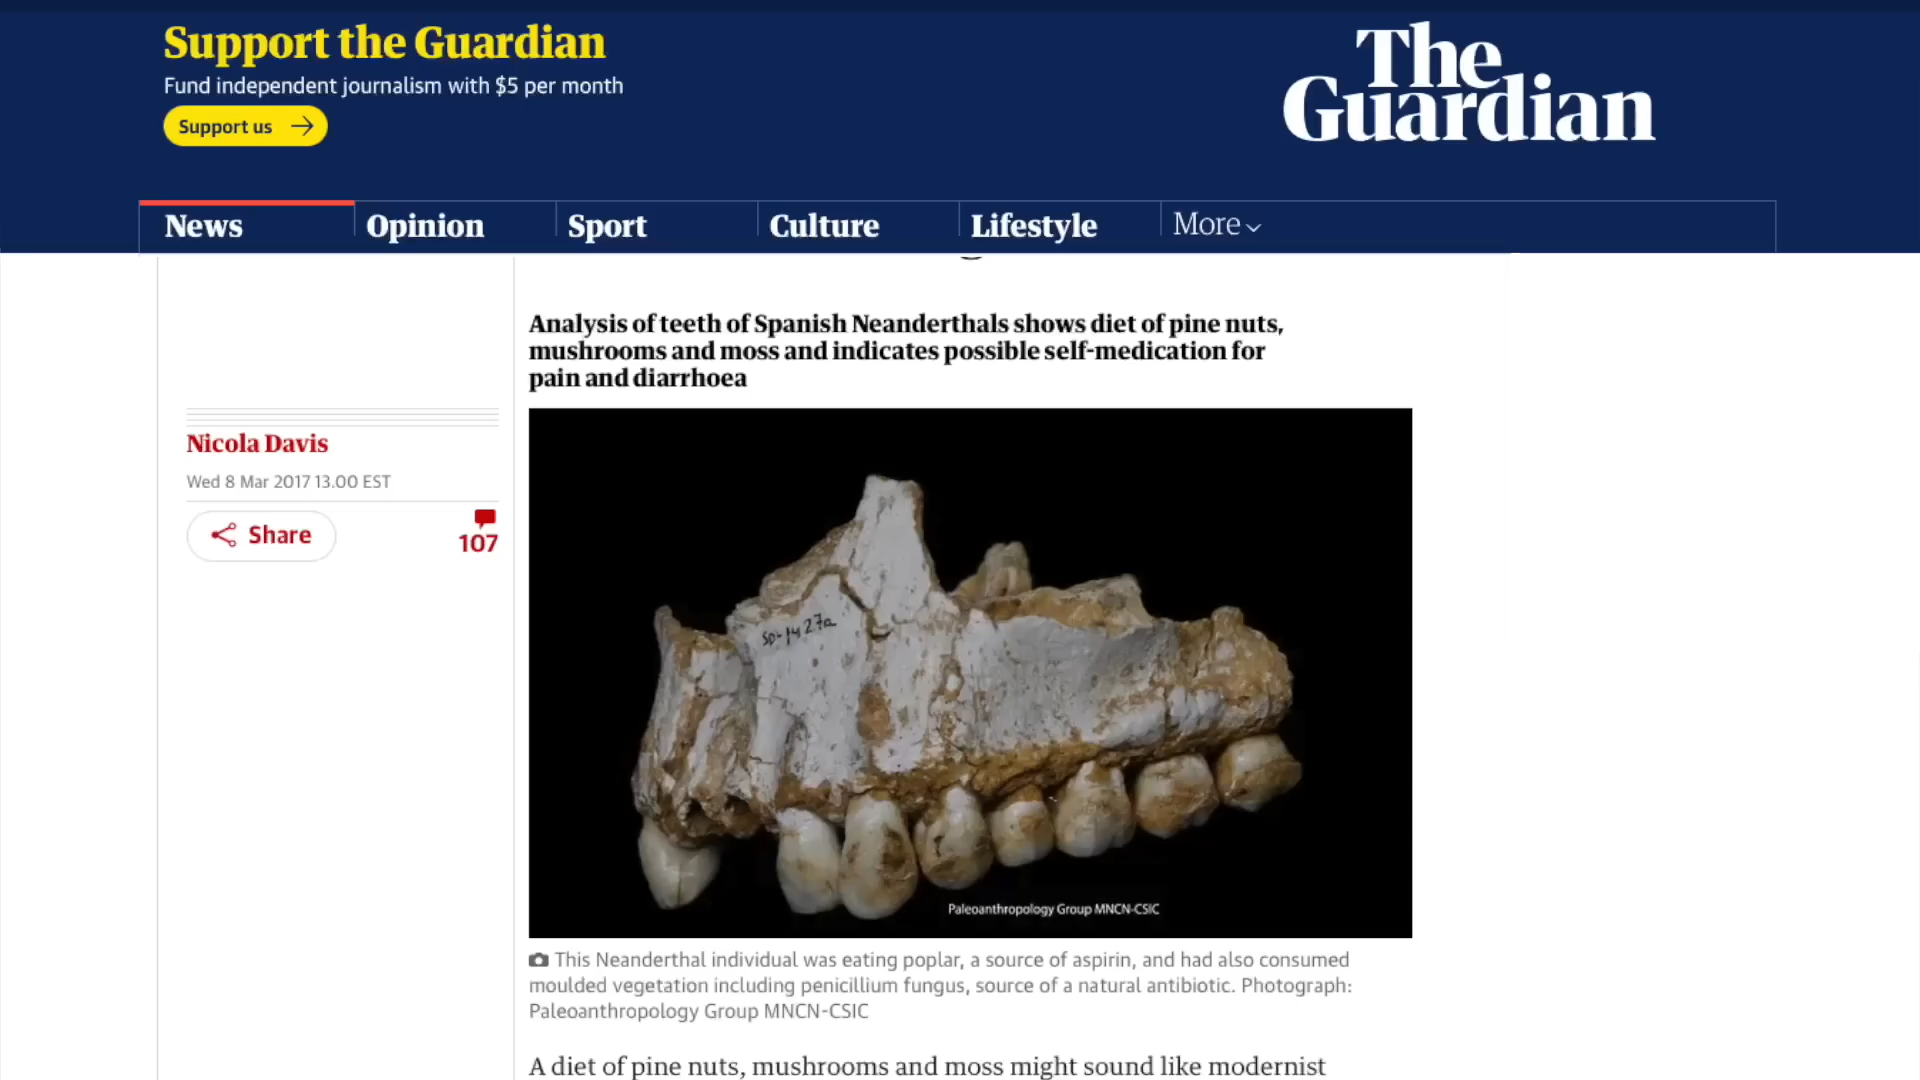 Support the Guardian
Fund independent journalism with $5 per month
Support us
The
Guardian
News
Opinion
Sport
Culture
Lifestyle
More
Analysis of teeth of Spanish Neanderthals shows diet of pine nuts,
mushrooms and moss and indicates possible self-medication for
pain and diarrhoea
Nicola Davis
Wed 8 Mar 2017 13.00 EST
Share
107
Paleoanthropology Group MNCN-CSIC
This Neanderthal individual was eating poplar, a source of aspirin, and had also consumed
moulded vegetation including penicillium fungus, source of a natural antibiotic. Photograph:
Paleoanthropology Group MNCN-CSIC
A diet of pine nuts, mushrooms and moss might sound like modernist